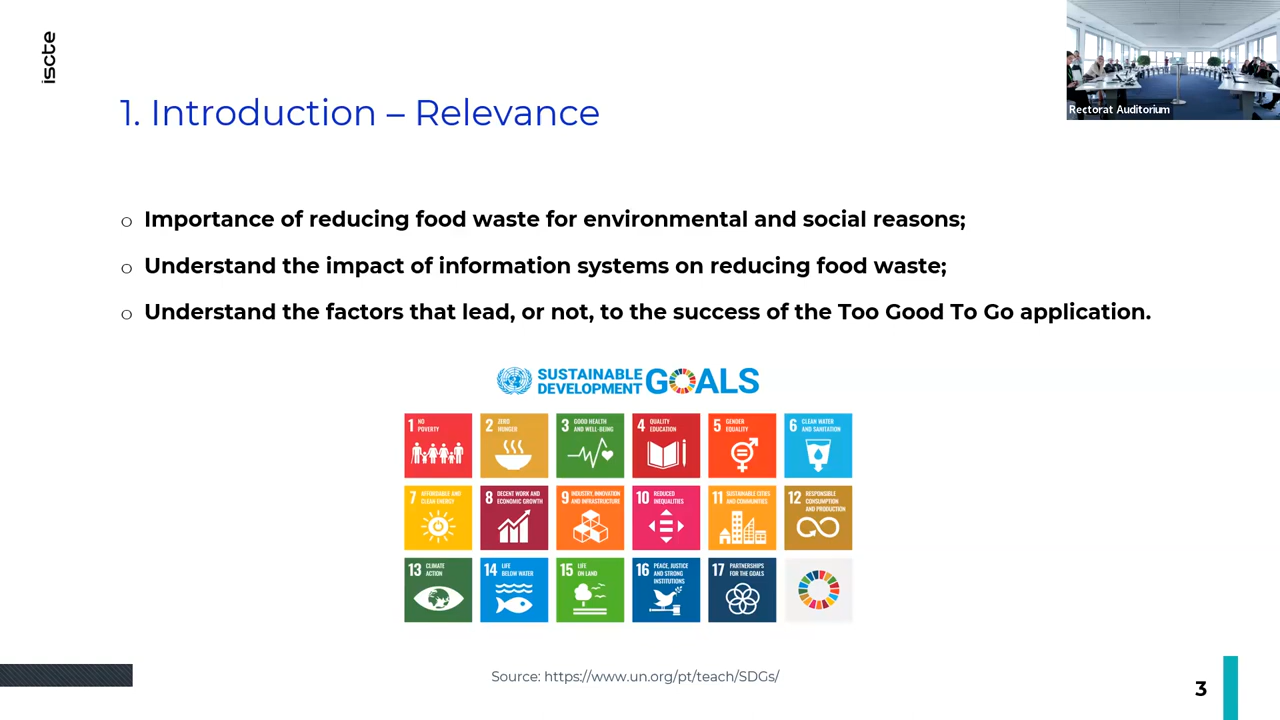 iscte
Rectorat Auditorium
1. Introduction – Relevance
o Importance of reducing food waste for environmental and social reasons;
o Understand the impact of information systems on reducing food waste;
o Understand the factors that lead, or not, to the success of the Too Good To Go application.
SUSTAINABLE
DEVELOPMENT GOALS
1 NO
POVERTY
2 ZERO
HUNGER
3 GOOD HEALTH
AND WELL-BEING
4 QUALITY
EDUCATION
5 GENDER
EQUALITY
6 CLEAN WATER
AND SANITATION
7 AFFORDABLE AND
CLEAN ENERGY
8 DECENT WORK AND
ECONOMIC GROWTH
9 INDUSTRY, INNOVATION
AND INFRASTRUCTURE
10 REDUCED
INEQUALITIES
11 SUSTAINABLE CITIES
AND COMMUNITIES
12 RESPONSIBLE
CONSUMPTION
AND PRODUCTION
13 CLIMATE
ACTION
14 LIFE
BELOW WATER
15 LIFE
ON LAND
16 PEACE, JUSTICE
AND STRONG
INSTITUTIONS
17 PARTNERSHIPS
FOR THE GOALS
Source: https://www.un.org/pt/teach/SDGs/
3